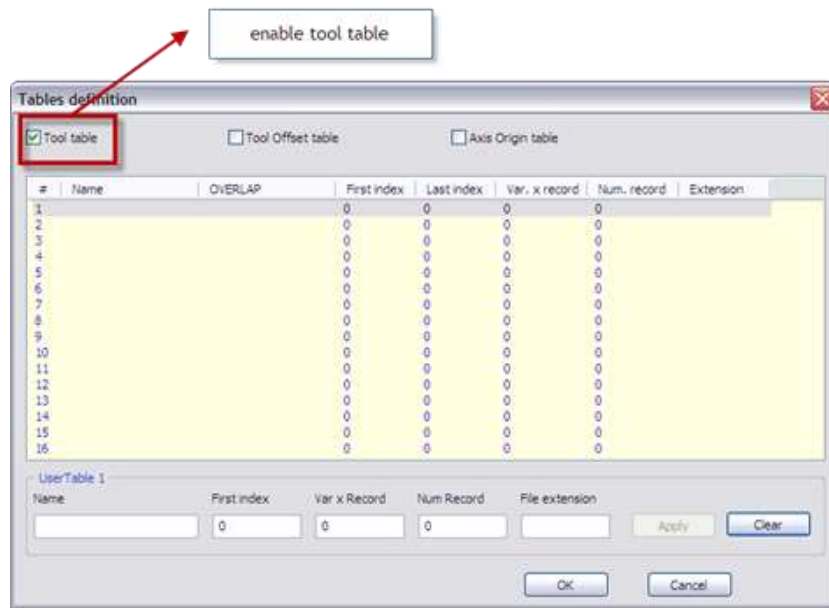 enable tool table
Tables definition
Tool table Tool Offset table Axis Origin table
# Name OVERLAP First index Last index Var. x record Num. record Extension
1 0 0 0 0
2 0 0 0 0
3 0 0 0 0
4 0 0 0 0
5 0 0 0 0
6 0 0 0 0
7 0 0 0 0
8 0 0 0 0
9 0 0 0 0
10 0 0 0 0
11 0 0 0 0
12 0 0 0 0
13 0 0 0 0
14 0 0 0 0
15 0 0 0 0
16 0 0 0 0
UserTable 1
Name First index Var x Record Num Record File extension
0 0 0 Apply Clear
OK Cancel